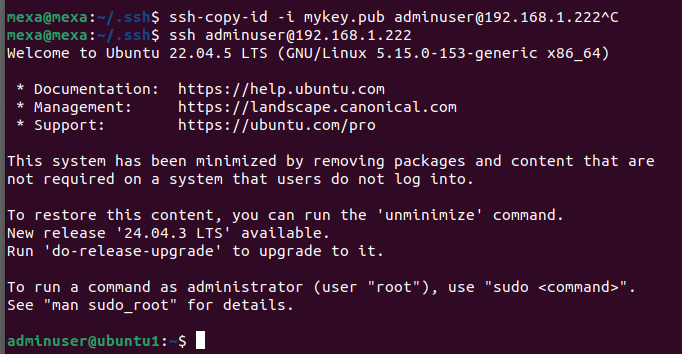 mexa@mexa:~/.ssh$ ssh-copy-id -i mykey.pub adminuser@192.168.1.222^C
mexa@mexa:~/.ssh$ ssh adminuser@192.168.1.222
Welcome to Ubuntu 22.04.5 LTS (GNU/Linux 5.15.0-153-generic x86_64)

 * Documentation:  https://help.ubuntu.com
 * Management:     https://landscape.canonical.com
 * Support:        https://ubuntu.com/pro

This system has been minimized by removing packages and content that are
not required on a system that users do not log into.

To restore this content, you can run the 'unminimize' command.
New release '24.04.3 LTS' available.
Run 'do-release-upgrade' to upgrade to it.

To run a command as administrator (user "root"), use "sudo <command>".
See "man sudo_root" for details.

adminuser@ubuntu1:~$